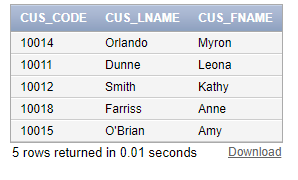 CUS_CODE CUS_LNAME CUS_FNAME
10014 Orlando Myron
10011 Dunne Leona
10012 Smith Kathy
10018 Farriss Anne
10015 O'Brian Amy
5 rows returned in 0.01 seconds Download